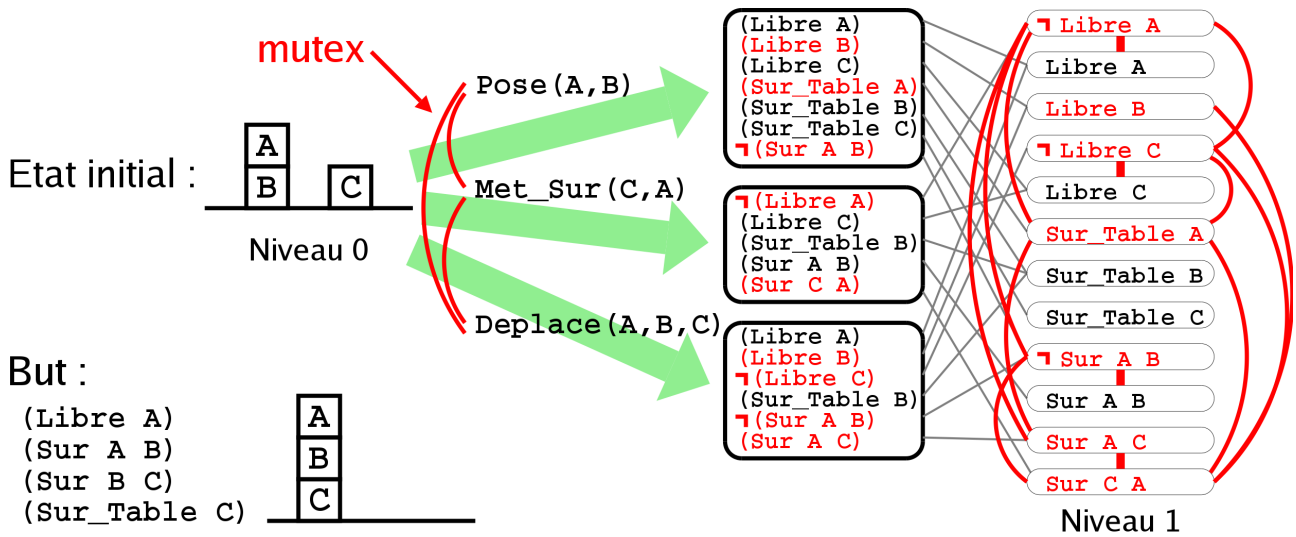 mutex
Etat initial :
A
B
C
Niveau 0
But :
(Libre A)
(Sur A B)
(Sur B C)
(Sur_Table C)
A
B
C
Pose(A,B)
Met_Sur(C,A)
Deplace(A,B,C)
(Libre A)
(Libre B)
(Libre C)
(Sur_Table A)
(Sur_Table B)
(Sur_Table C)
¬(Sur A B)
¬(Libre A)
(Libre C)
(Sur_Table B)
(Sur A B)
(Sur C A)
(Libre A)
(Libre B)
¬(Libre C)
(Sur_Table B)
¬(Sur A B)
(Sur A C)
¬ Libre A
Libre A
Libre B
¬ Libre C
Libre C
Sur_Table A
Sur_Table B
Sur_Table C
¬ Sur A B
Sur A B
Sur A C
Sur C A
Niveau 1